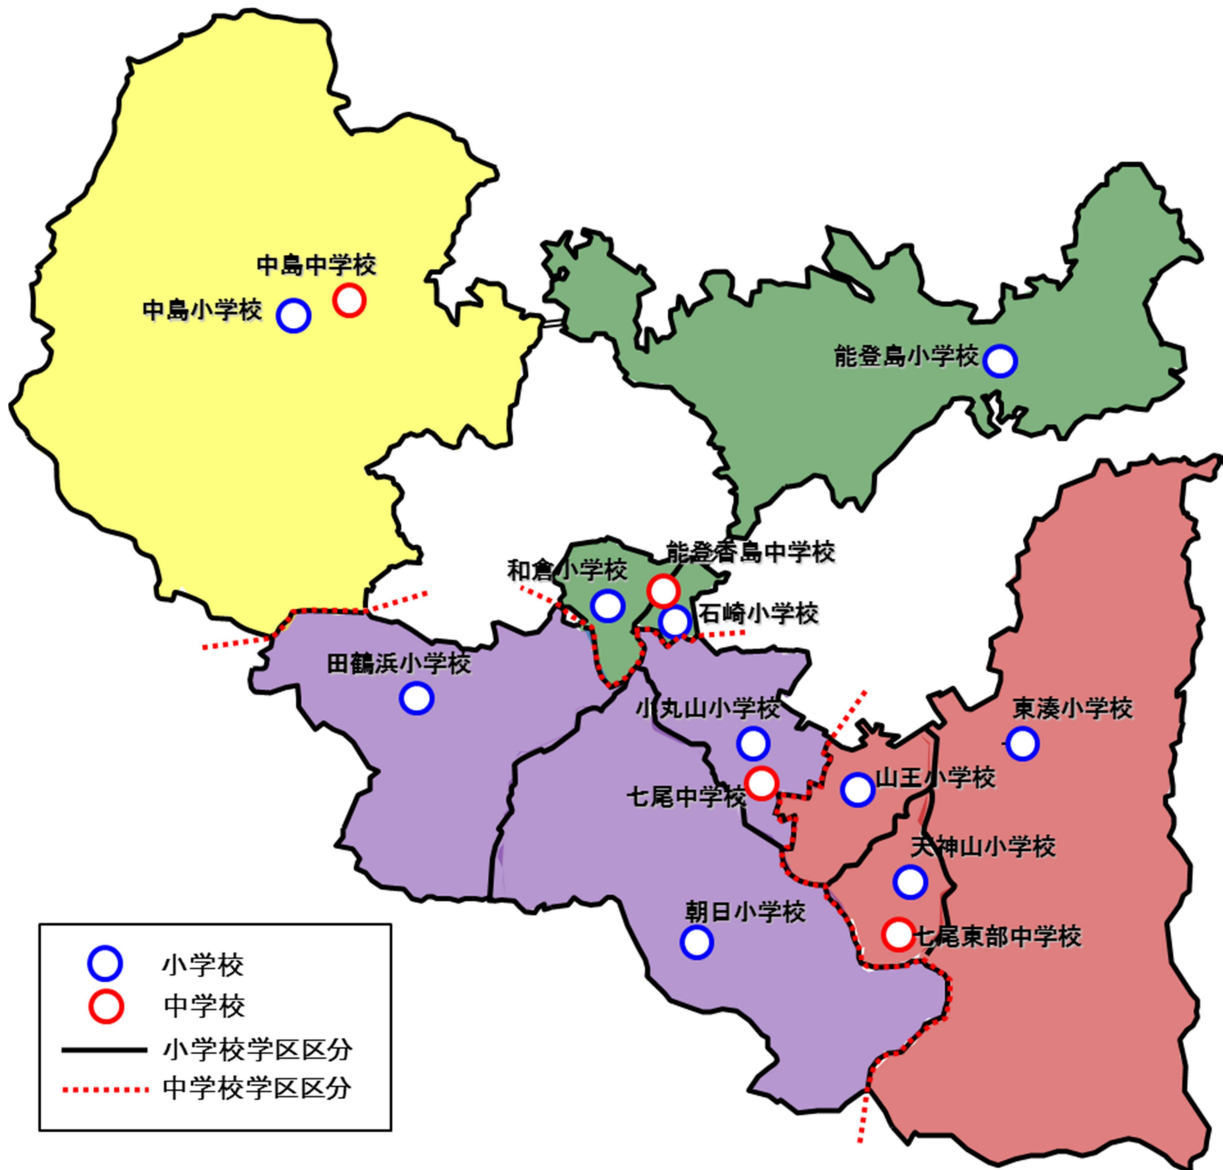 中島中学校
中島小学校
能登島小学校
能登香島中学校
和倉小学校
石崎小学校
田鶴浜小学校
小丸山小学校
東湊小学校
山王小学校
七尾中学校
天神山小学校
朝日小学校
七尾東部中学校
小学校
中学校
小学校学区区分
中学校学区区分